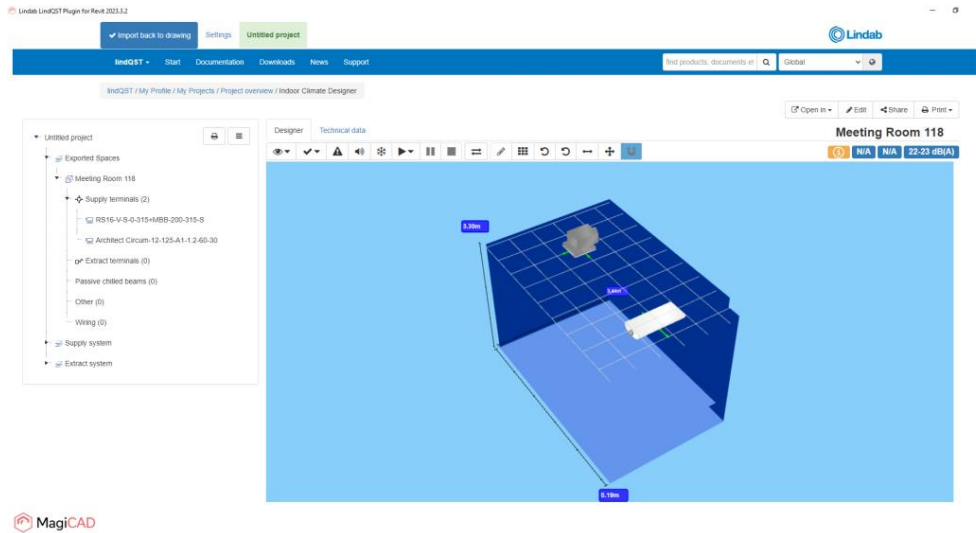 Lindab LindQST Plugin for Revit 2023.3.2
Import back to drawing Settings Untitled project
Lindab
lindQST Start Documentation Downloads News Support
find products, documents et Global
lindQST / My Profile / My Projects / Project overview / Indoor Climate Designer
Open in Edit Share Print
Untitled project
Exported Spaces
Meeting Room 118
Supply terminals (2)
RS16-V-S-0-315+MBB-200-315-S
Architect Circum-12-125-A1-1.2-60-30
Extract terminals (0)
Passive chilled beams (0)
Other (0)
Wiring (0)
Supply system
Extract system
Designer Technical data
Meeting Room 118
N/A N/A 22-23 dB(A)
3.30m
5.19m
MagiCAD